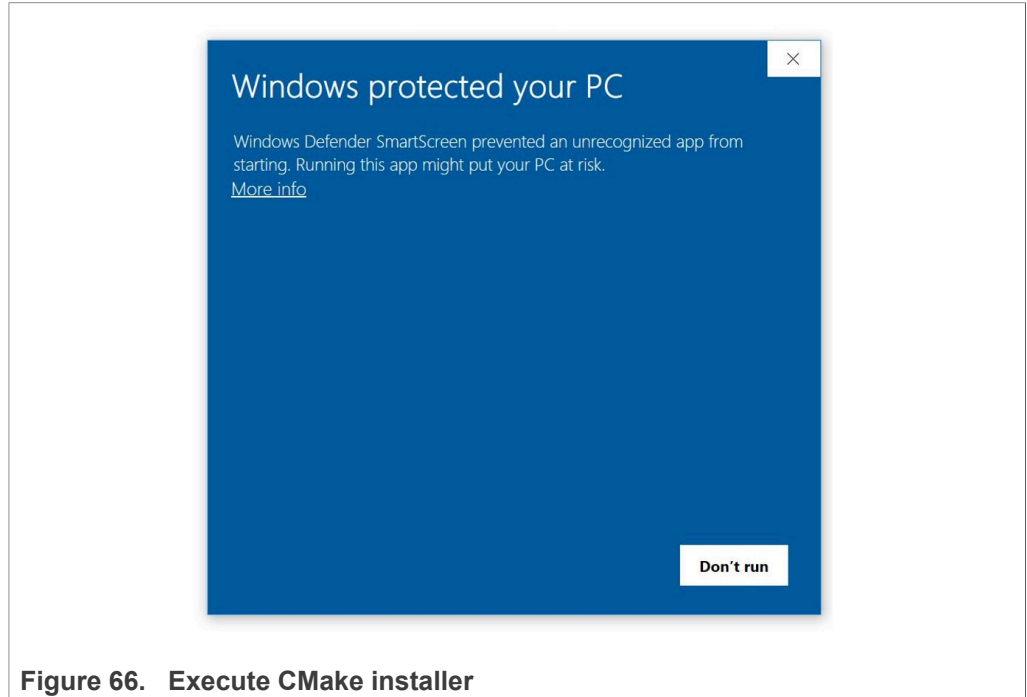 Windows protected your PC
Windows Defender SmartScreen prevented an unrecognized app from
starting. Running this app might put your PC at risk.
More info
Don't run
Figure 66. Execute CMake installer